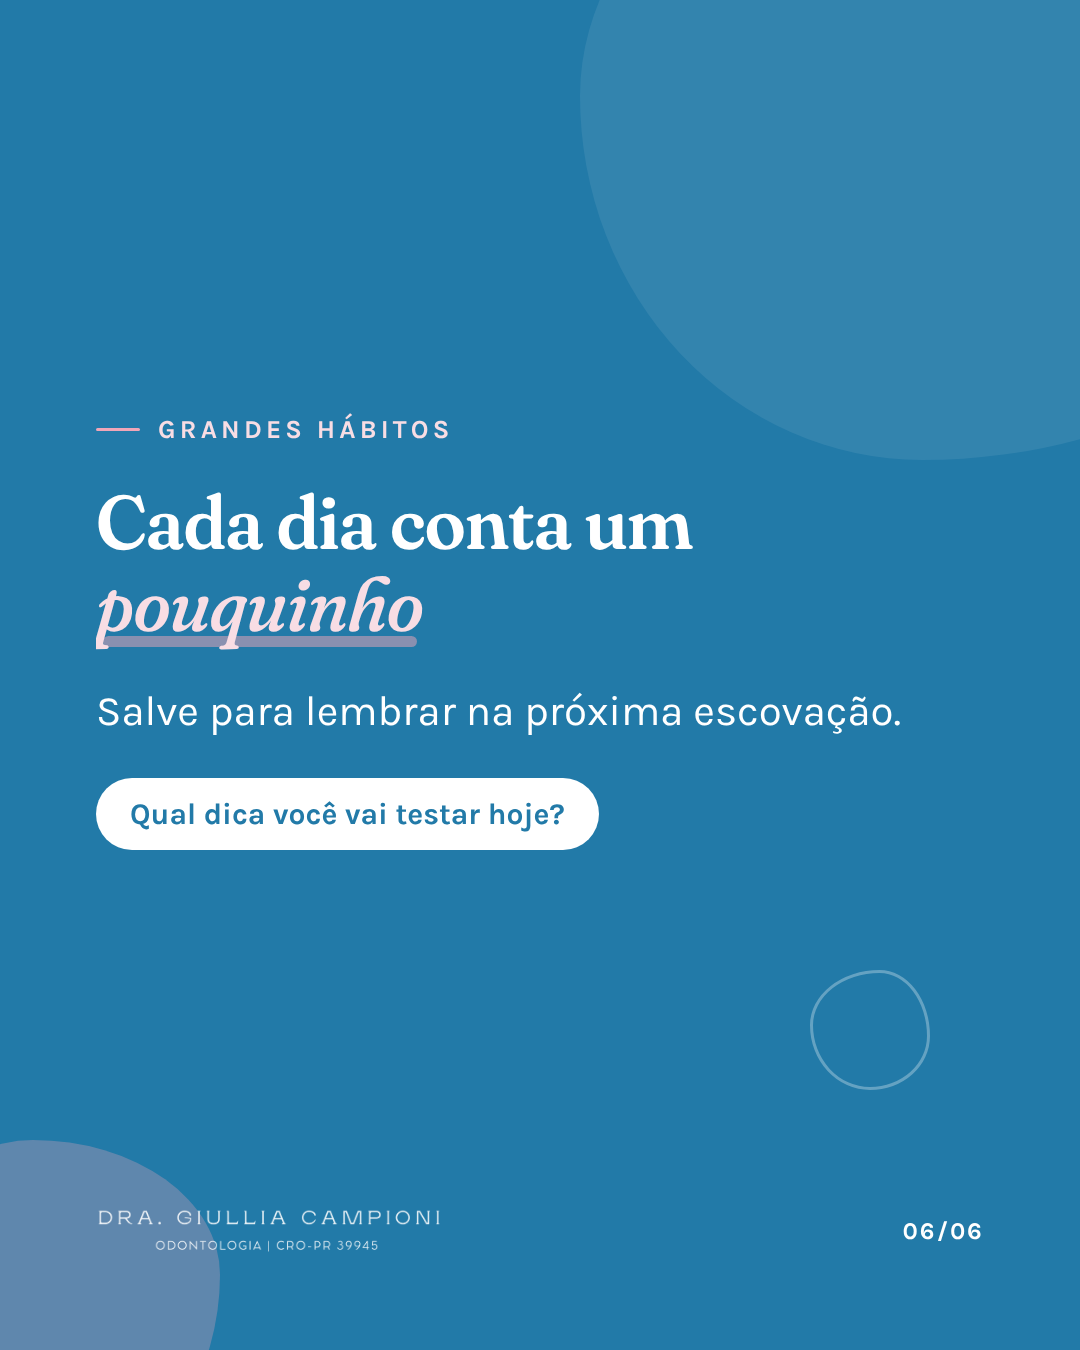 GRANDES HÁBITOS
Cada dia conta um
pouquinho
Salve para lembrar na próxima escovação.
Qual dica você vai testar hoje?
DRA. GIULLIA CAMPIONI
ODONTOLOGIA | CRO-PR 39945
06/06